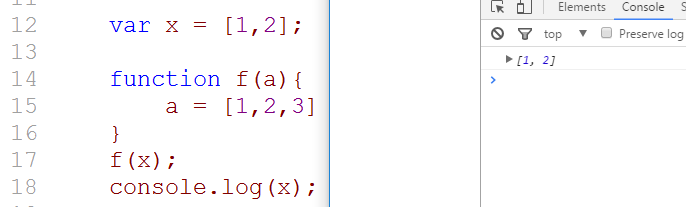 12 var x = [1,2];
13
14 function f(a){
15 a = [1,2,3]
16 }
17 f(x);
18 console.log(x);
Elements Console
top ▼ Preserve log
▶ [1, 2]
>